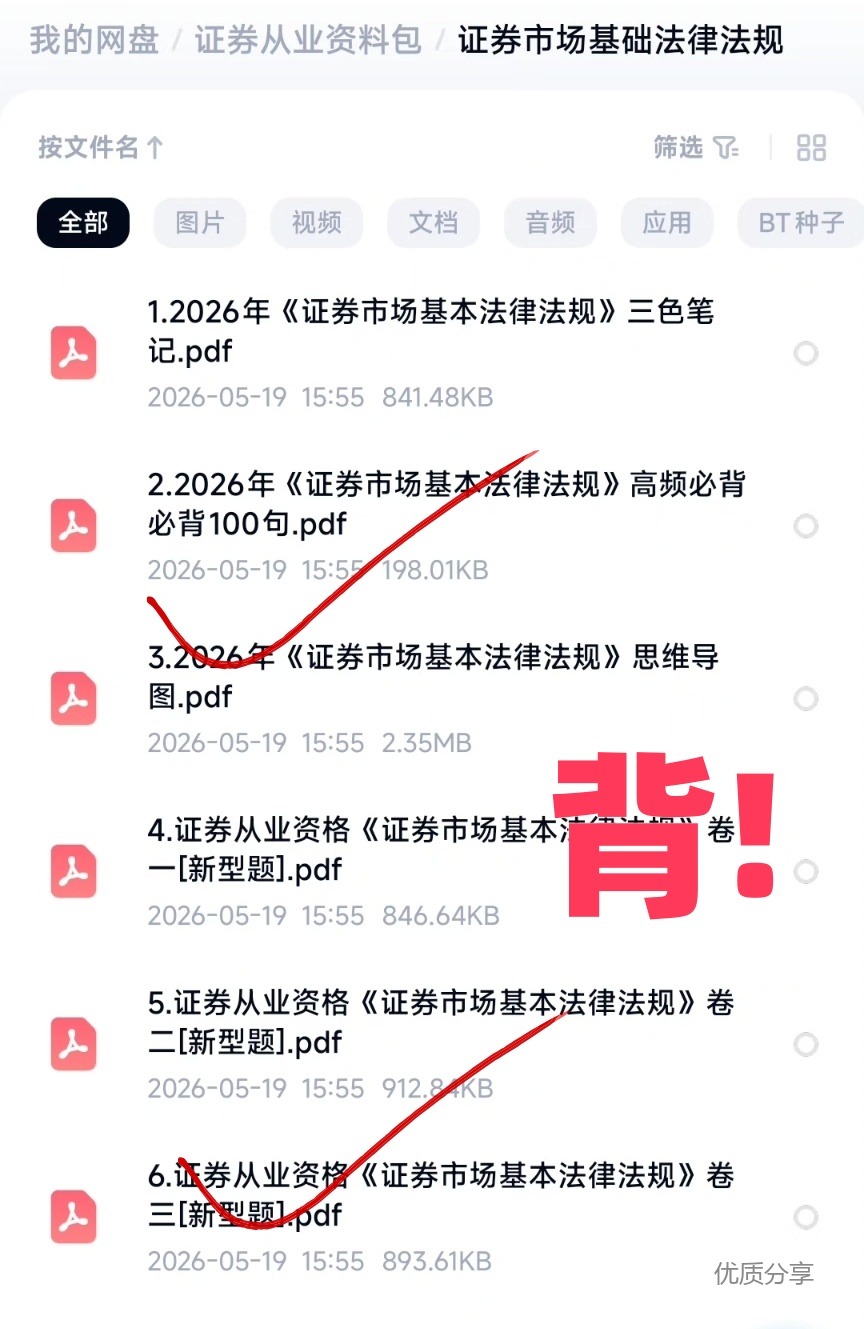 我的网盘 / 证券从业资料包 / 证券市场基础法律法规
按文件名↑ 筛选
全部 图片 视频 文档 音频 应用 BT种子
1.2026年《证券市场基本法律法规》三色笔
记.pdf
2026-05-19 15:55 841.48KB
2.2026年《证券市场基本法律法规》高频必背
必背100句.pdf
2026-05-19 15:55 198.01KB
3.2026年《证券市场基本法律法规》思维导
图.pdf
2026-05-19 15:55 2.35MB
背!
4.证券从业资格《证券市场基本法律法规》卷
一[新型题].pdf
2026-05-19 15:55 846.64KB
5.证券从业资格《证券市场基本法律法规》卷
二[新型题].pdf
2026-05-19 15:55 912.84KB
6.证券从业资格《证券市场基本法律法规》卷
三[新型题].pdf
2026-05-19 15:55 893.61KB
优质分享